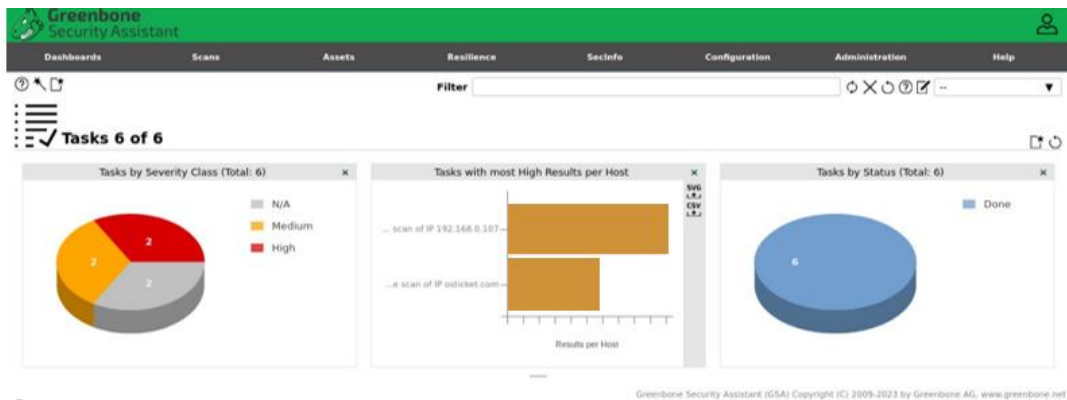 Greenbone
Security Assistant
Dashboards Scans Assets Resilience SecInfo Configuration Administration Help
Filter
--
Tasks 6 of 6
Tasks by Severity Class (Total: 6)
2
2
2
N/A
Medium
High
Tasks with most High Results per Host
SVG
CSV
... scan of IP 192.168.0.107
...e scan of IP osticket.com
Results per Host
Tasks by Status (Total: 6)
6
Done
Greenbone Security Assistant (GSA) Copyright (C) 2009-2023 by Greenbone AG, www.greenbone.net